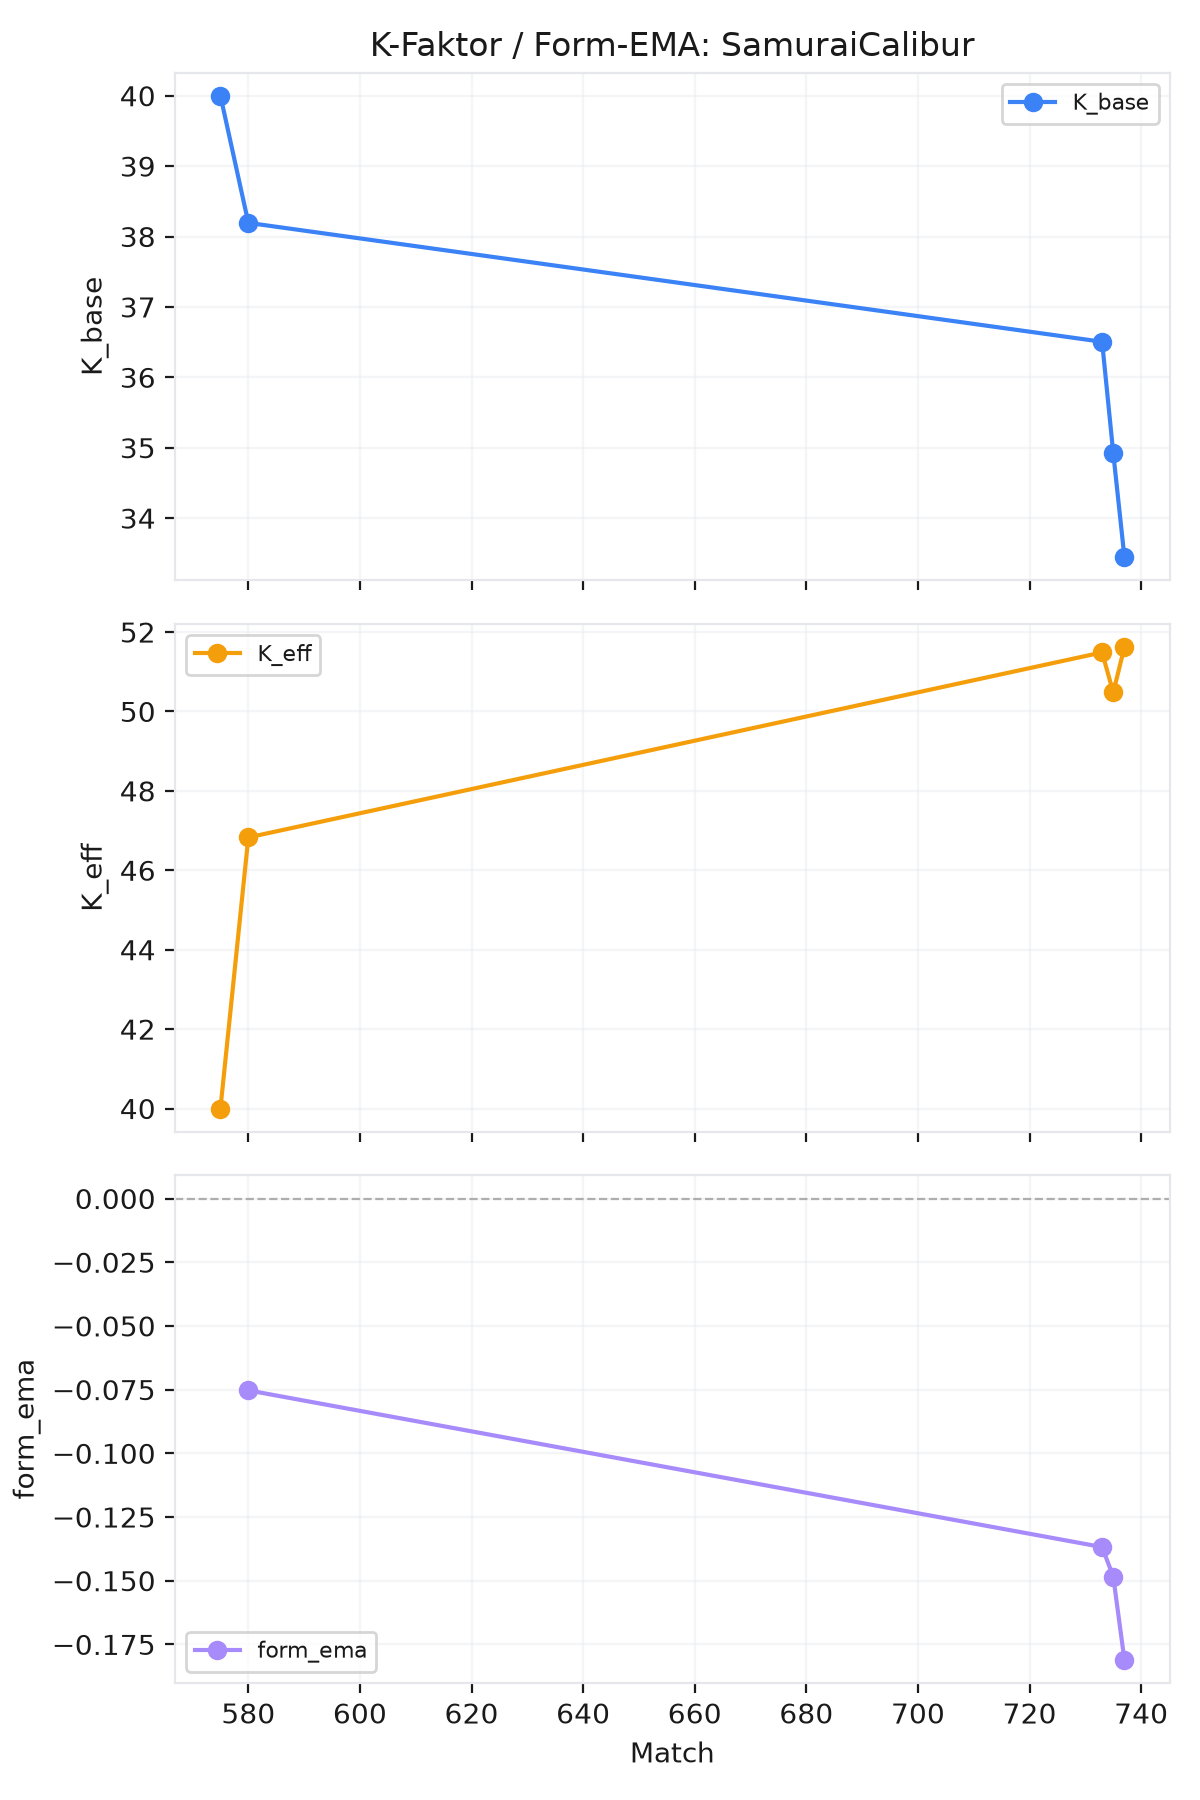 K-Faktor / Form-EMA: SamuraiCalibur
40
39
38
37
36
35
34
K_base
K_base
52
50
48
46
44
42
40
K_eff
K_eff
0.000
−0.025
−0.050
−0.075
−0.100
−0.125
−0.150
−0.175
form_ema
form_ema
580 600 620 640 660 680 700 720 740
Match